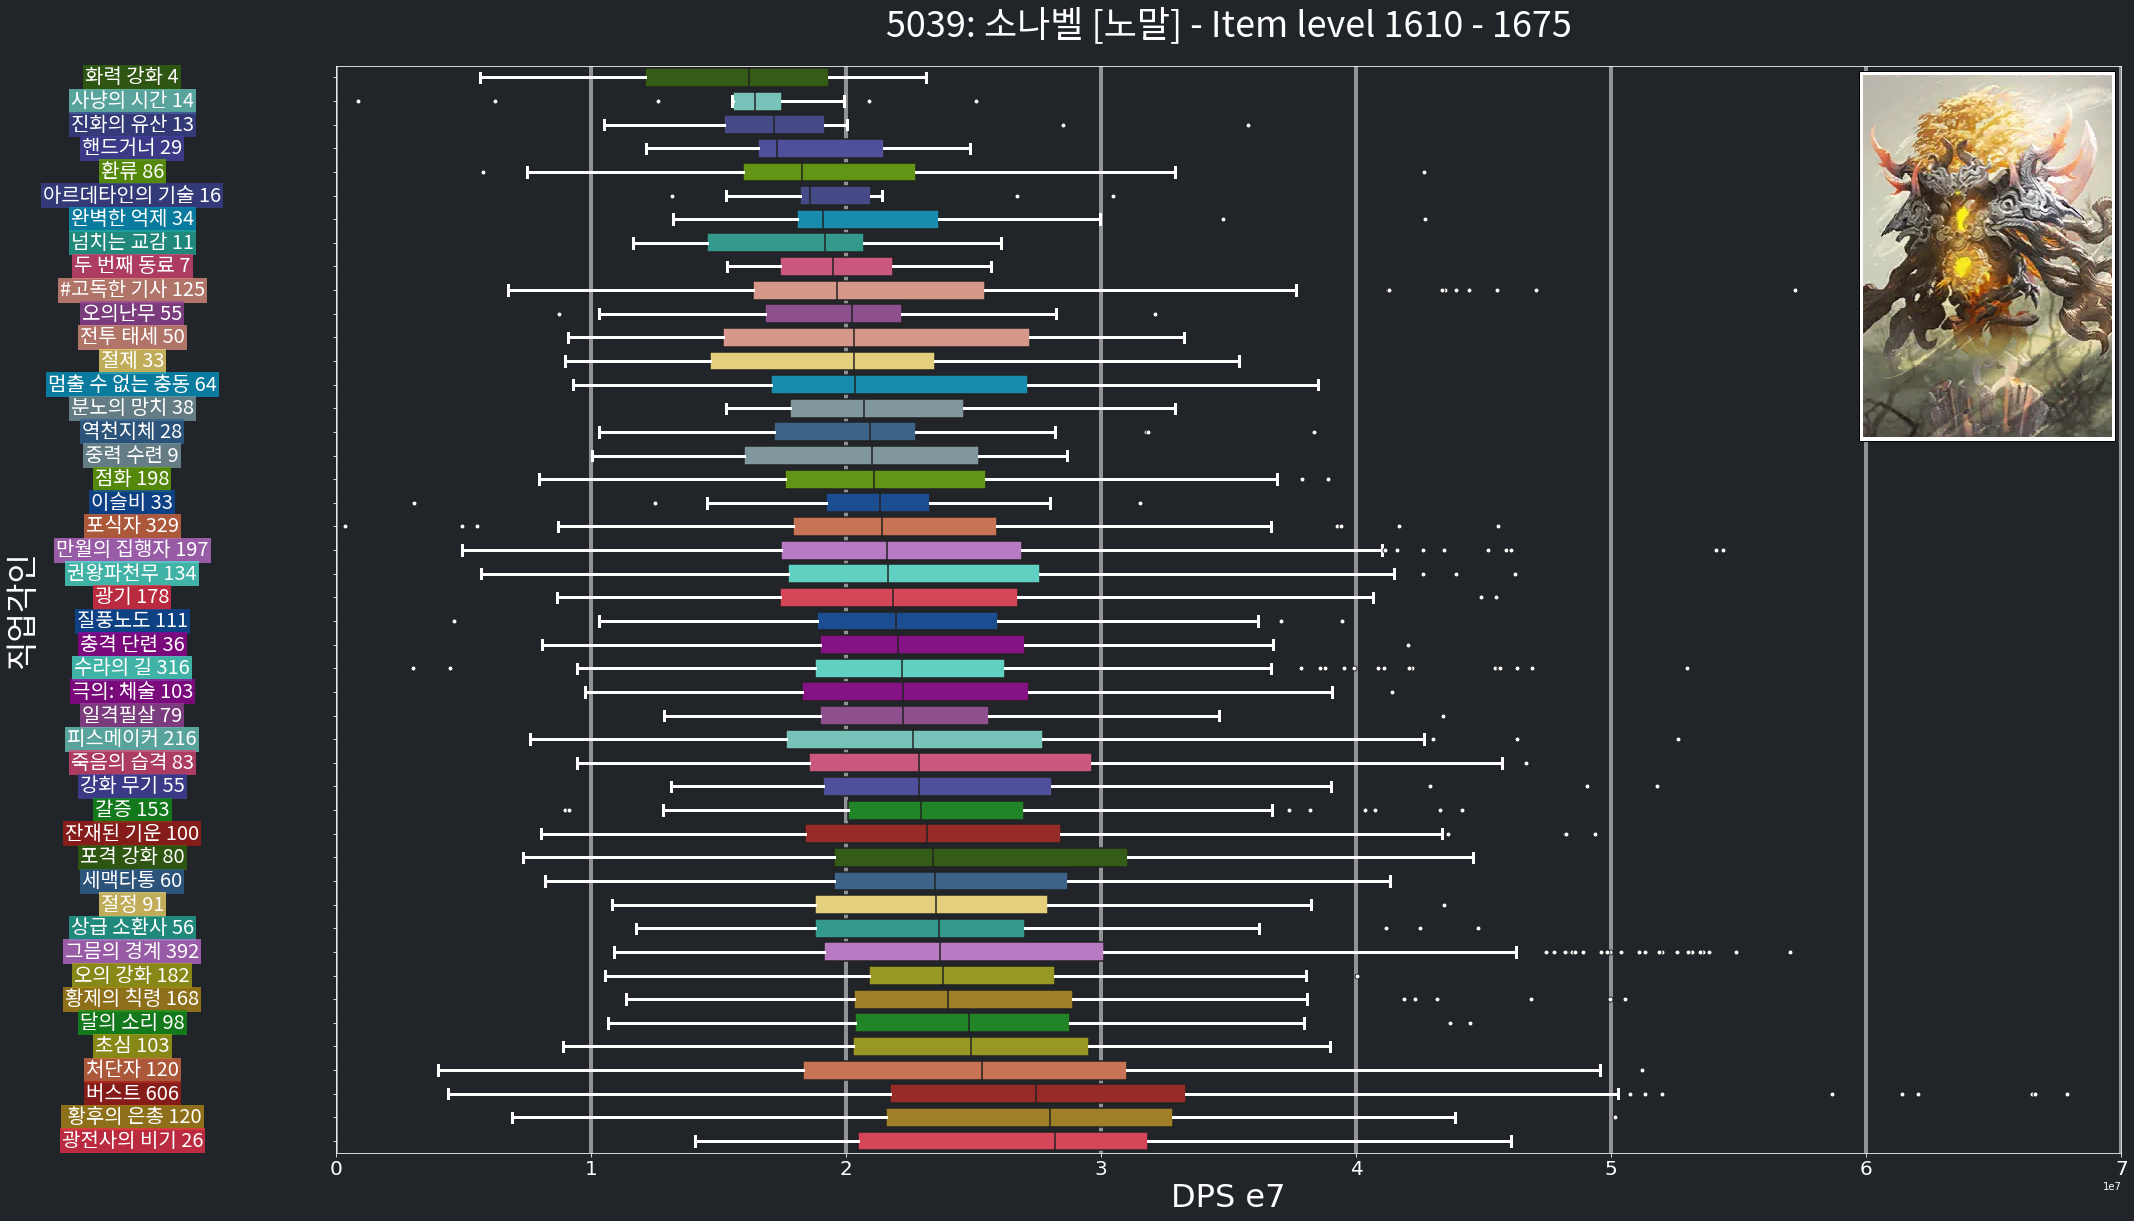 5039: 소나벨 [노말] - Item level 1610 - 1675
화력 강화 4
사냥의 시간 14
진화의 유산 13
핸드거너 29
환류 86
아르데타인의 기술 16
완벽한 억제 34
넘치는 교감 11
두 번째 동료 7
#고독한 기사 125
오의난무 55
전투 태세 50
절제 33
멈출 수 없는 충동 64
분노의 망치 38
역천지체 28
중력 수련 9
점화 198
이슬비 33
포식자 329
만월의 집행자 197
권왕파천무 134
광기 178
질풍노도 111
충격 단련 36
수라의 길 316
극의: 체술 103
일격필살 79
피스메이커 216
죽음의 습격 83
강화 무기 55
갈증 153
잔재된 기운 100
포격 강화 80
세맥타통 60
절정 91
상급 소환사 56
그믐의 경계 392
오의 강화 182
황제의 칙령 168
달의 소리 98
초심 103
처단자 120
버스트 606
황후의 은총 120
광전사의 비기 26
직업각인
0 1 2 3 4 5 6 7
1e7
DPS e7